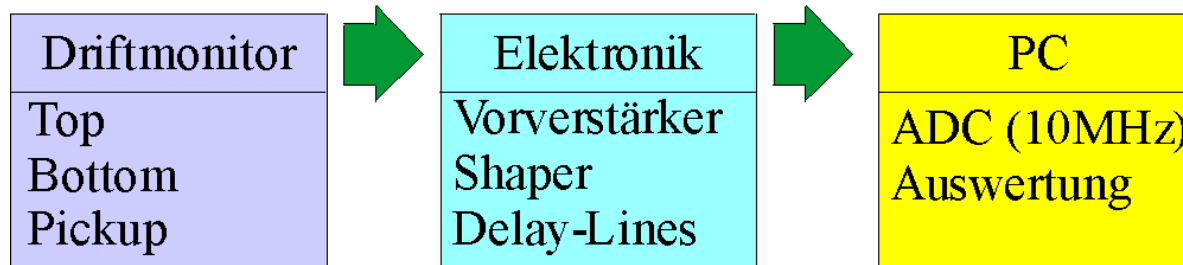 Driftmonitor
Top
Bottom
Pickup
Elektronik
Vorverstärker
Shaper
Delay-Lines
PC
ADC (10MHz)
Auswertung